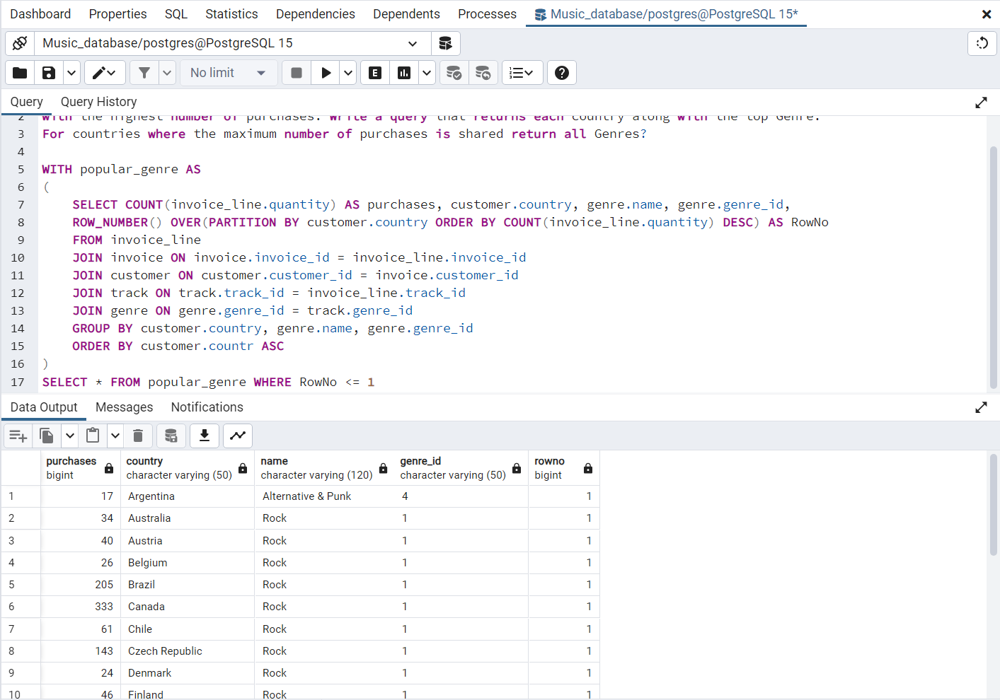 Dashboard Properties SQL Statistics Dependencies Dependents Processes Music_database/postgres@PostgreSQL 15*
Music_database/postgres@PostgreSQL 15
No limit E
Query Query History
2 with the highest number of purchases. Write a query that returns each country along with the top Genre.
3 For countries where the maximum number of purchases is shared return all Genres?
4
5 WITH popular_genre AS
6 (
7 SELECT COUNT(invoice_line.quantity) AS purchases, customer.country, genre.name, genre.genre_id,
8 ROW_NUMBER() OVER(PARTITION BY customer.country ORDER BY COUNT(invoice_line.quantity) DESC) AS RowNo
9 FROM invoice_line
10 JOIN invoice ON invoice.invoice_id = invoice_line.invoice_id
11 JOIN customer ON customer.customer_id = invoice.customer_id
12 JOIN track ON track.track_id = invoice_line.track_id
13 JOIN genre ON genre.genre_id = track.genre_id
14 GROUP BY customer.country, genre.name, genre.genre_id
15 ORDER BY customer.countr ASC
16 )
17 SELECT * FROM popular_genre WHERE RowNo <= 1
Data Output Messages Notifications
purchases country name genre_id rowno
bigint character varying (50) character varying (120) character varying (50) bigint
1 17 Argentina Alternative & Punk 4 1
2 34 Australia Rock 1 1
3 40 Austria Rock 1 1
4 26 Belgium Rock 1 1
5 205 Brazil Rock 1 1
6 333 Canada Rock 1 1
7 61 Chile Rock 1 1
8 143 Czech Republic Rock 1 1
9 24 Denmark Rock 1 1
10 46 Finland Rock 1 1